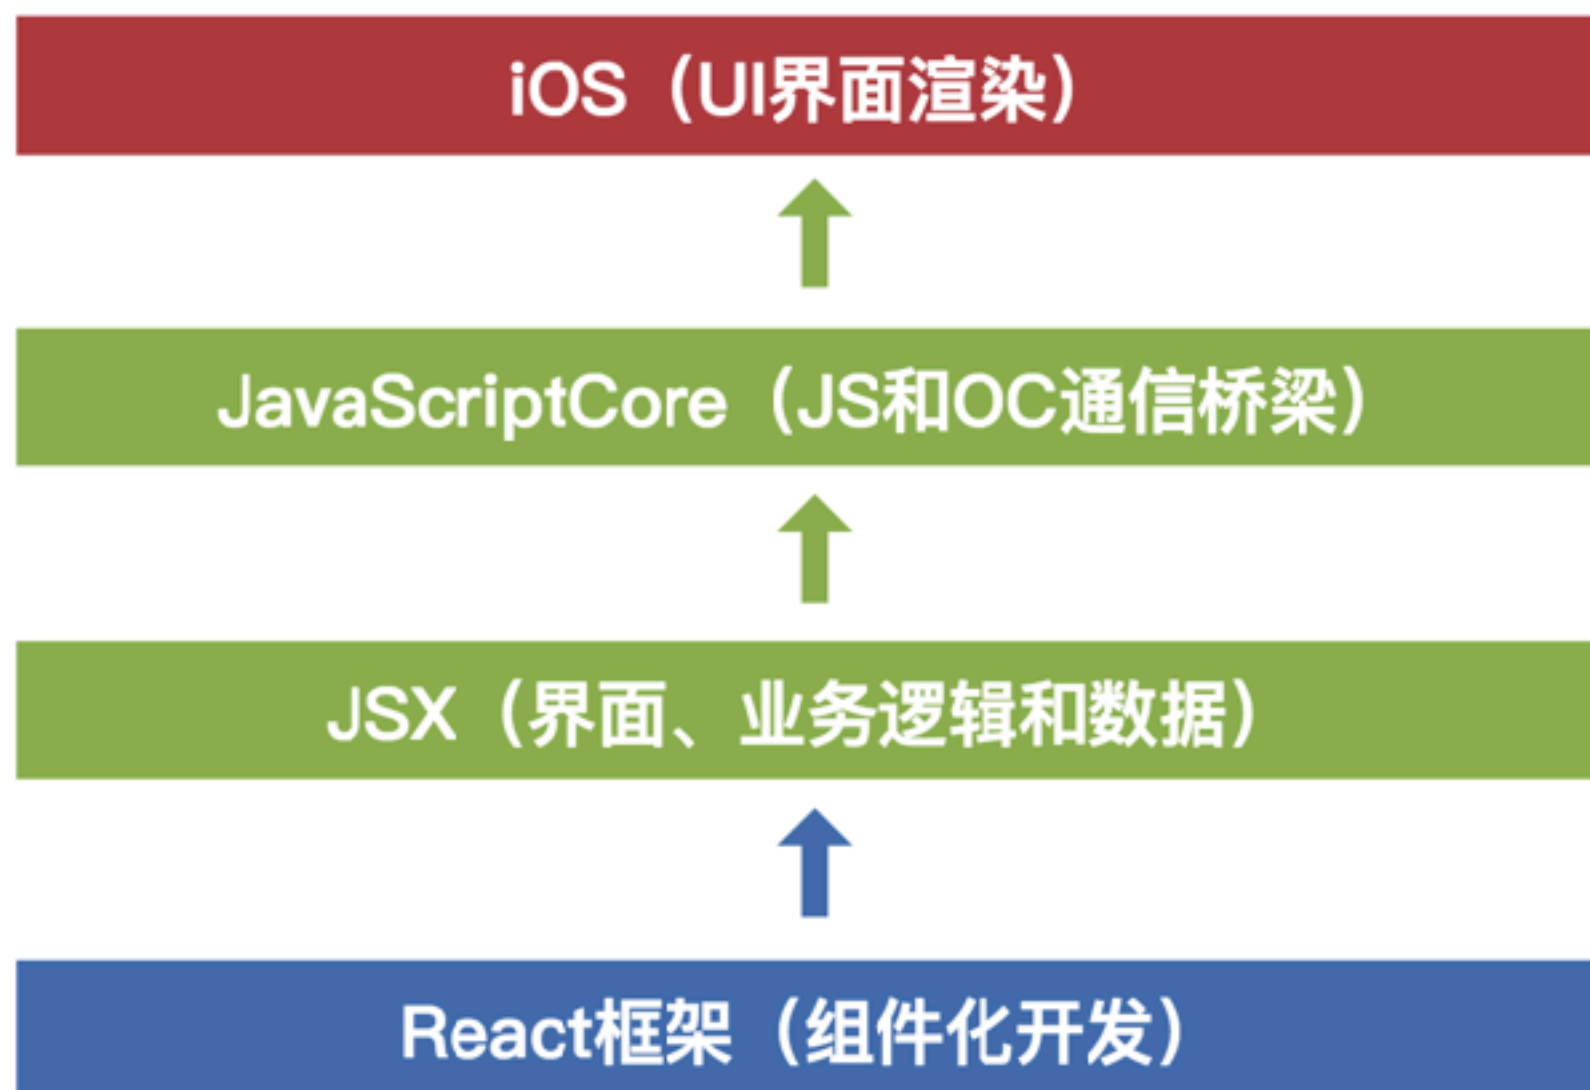 iOS（UI界面渲染）
JavaScriptCore（JS和OC通信桥梁）
JSX（界面、业务逻辑和数据）
React框架（组件化开发）